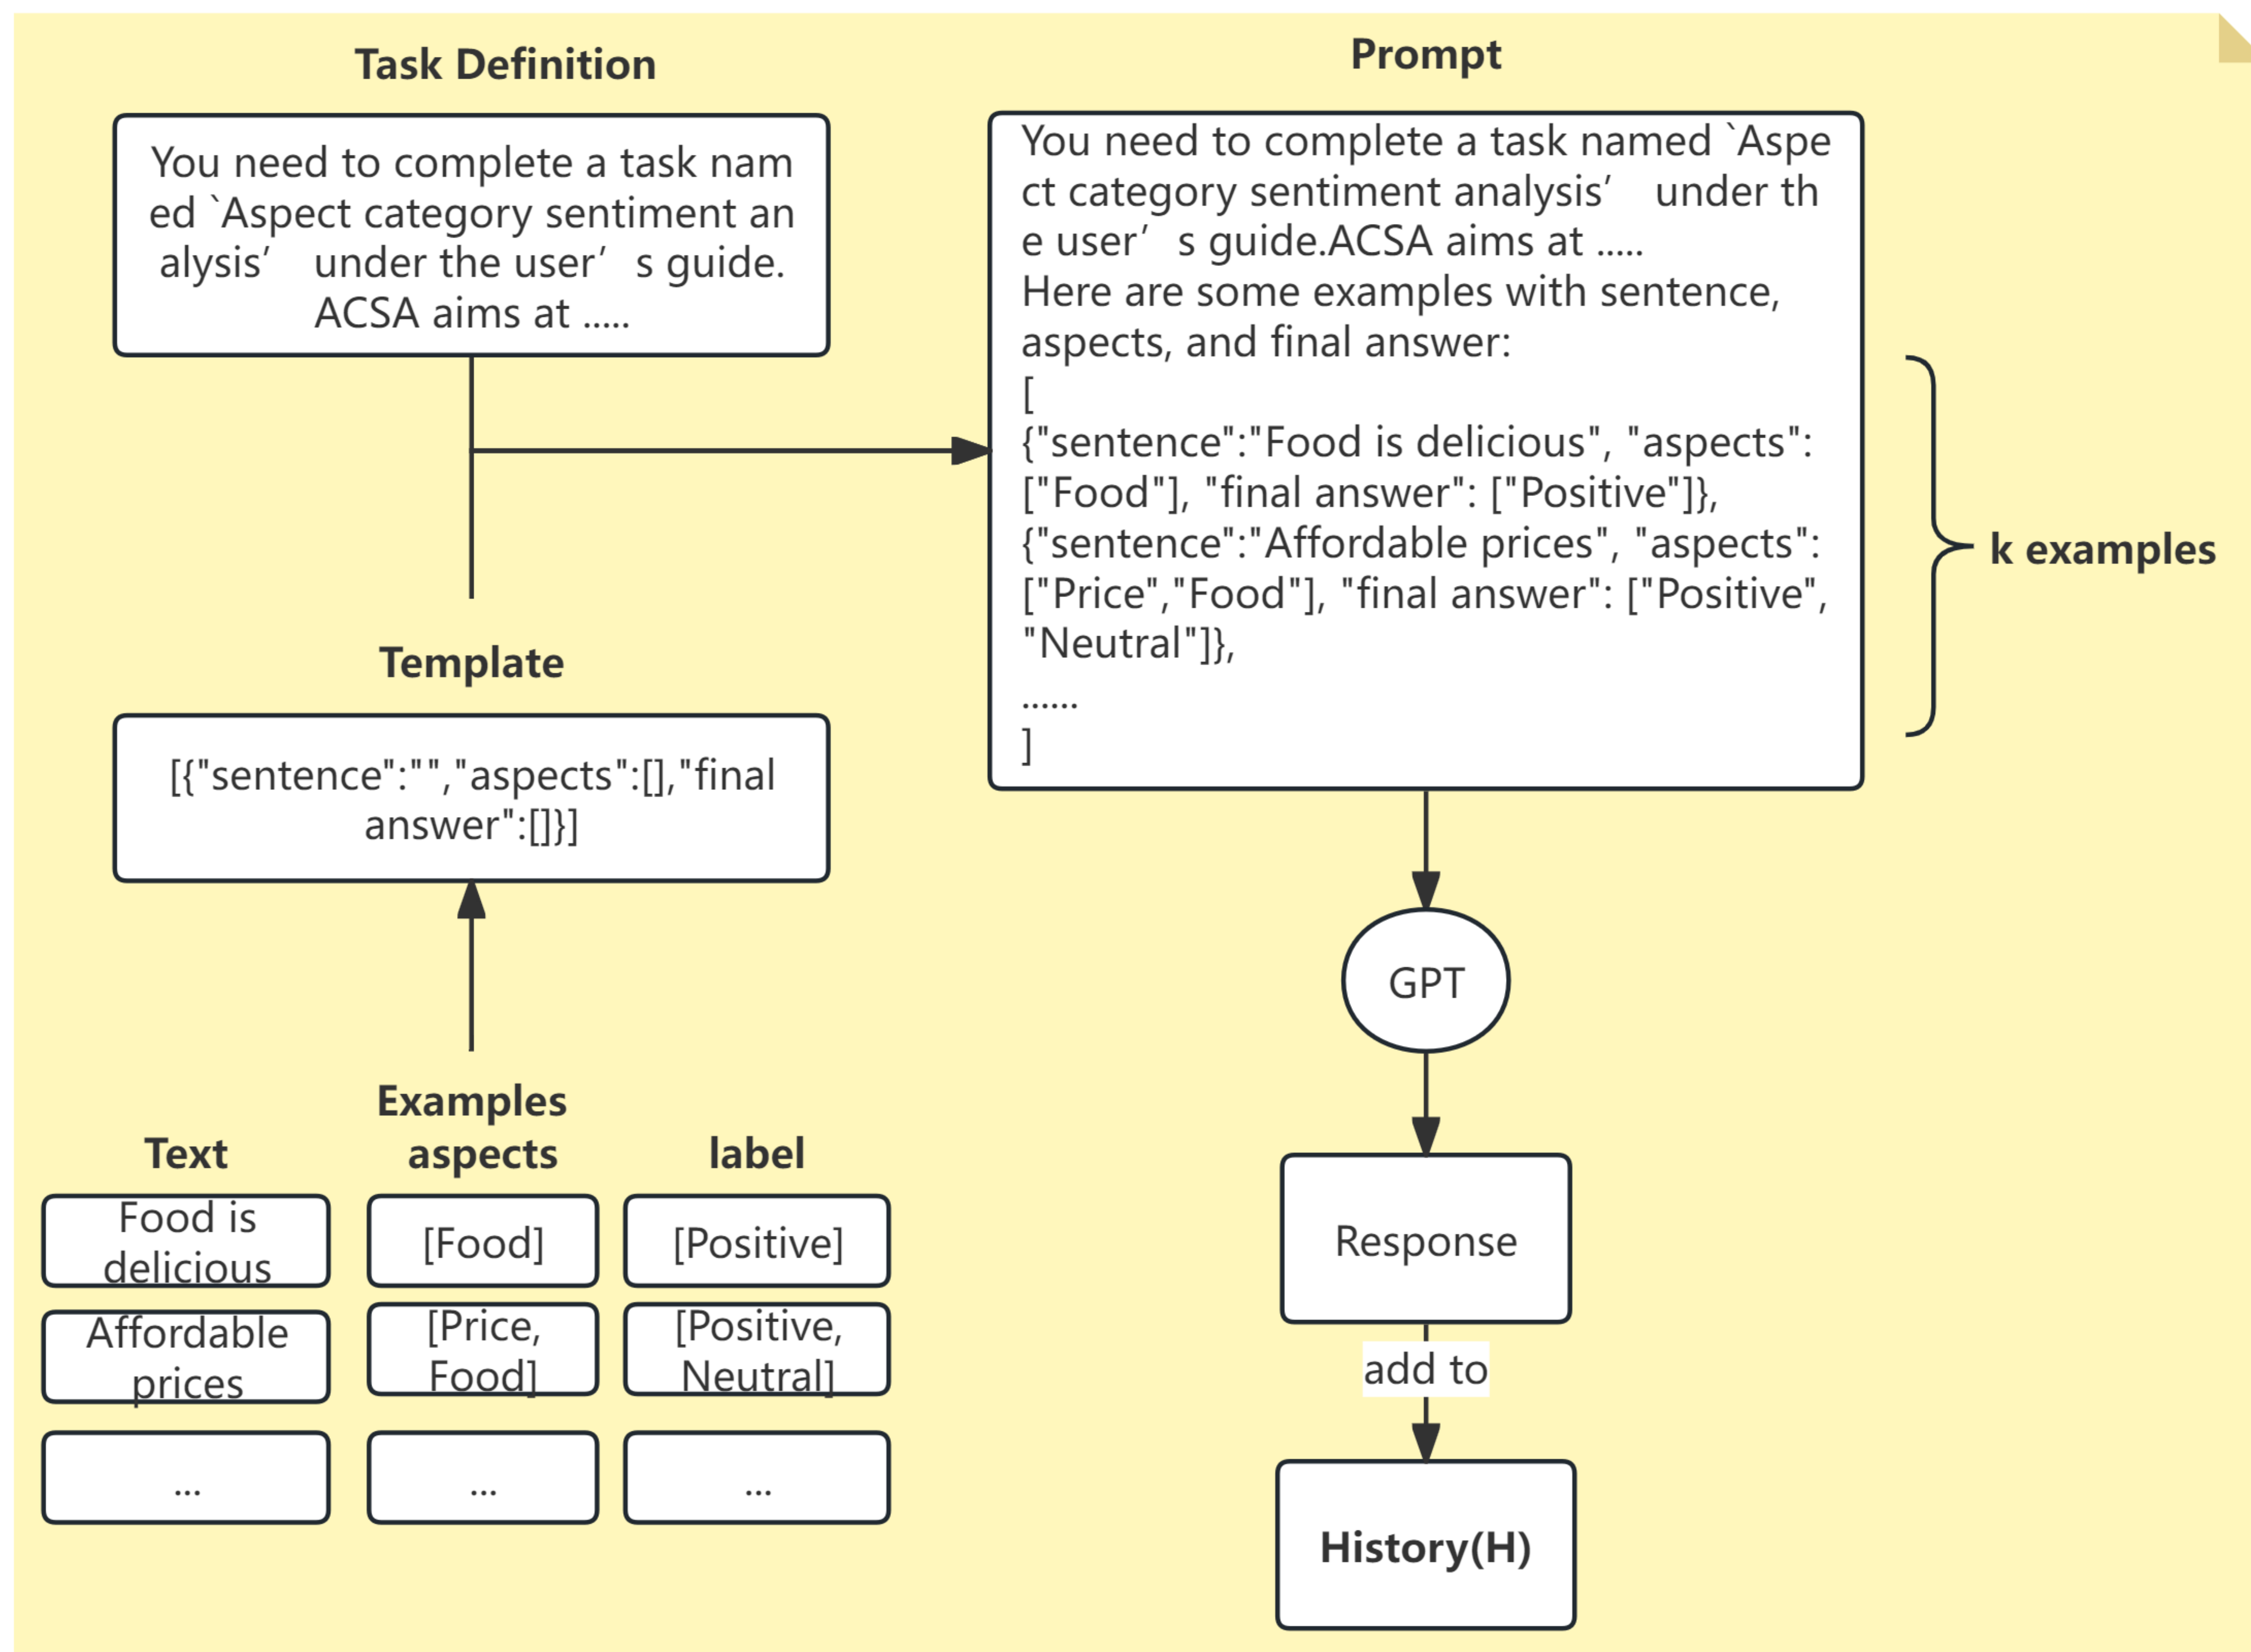 Task Definition
You need to complete a task nam
ed `Aspect category sentiment an
alysis’ under the user’s guide.
ACSA aims at .....
Template
[{"sentence":"","aspects":[],"final
answer":[]}]
Examples
Text aspects label
Food is
delicious
[Food]
[Positive]
Affordable
prices
[Price,
Food]
[Positive,
Neutral]
...
...
...
Prompt
You need to complete a task named `Aspe
ct category sentiment analysis’ under th
e user’s guide.ACSA aims at .....
Here are some examples with sentence,
aspects, and final answer:
[
{"sentence":"Food is delicious", "aspects":
["Food"], "final answer": ["Positive"]},
{"sentence":"Affordable prices", "aspects":
["Price","Food"], "final answer": ["Positive",
"Neutral"]},
......
]
k examples
GPT
Response
add to
History(H)